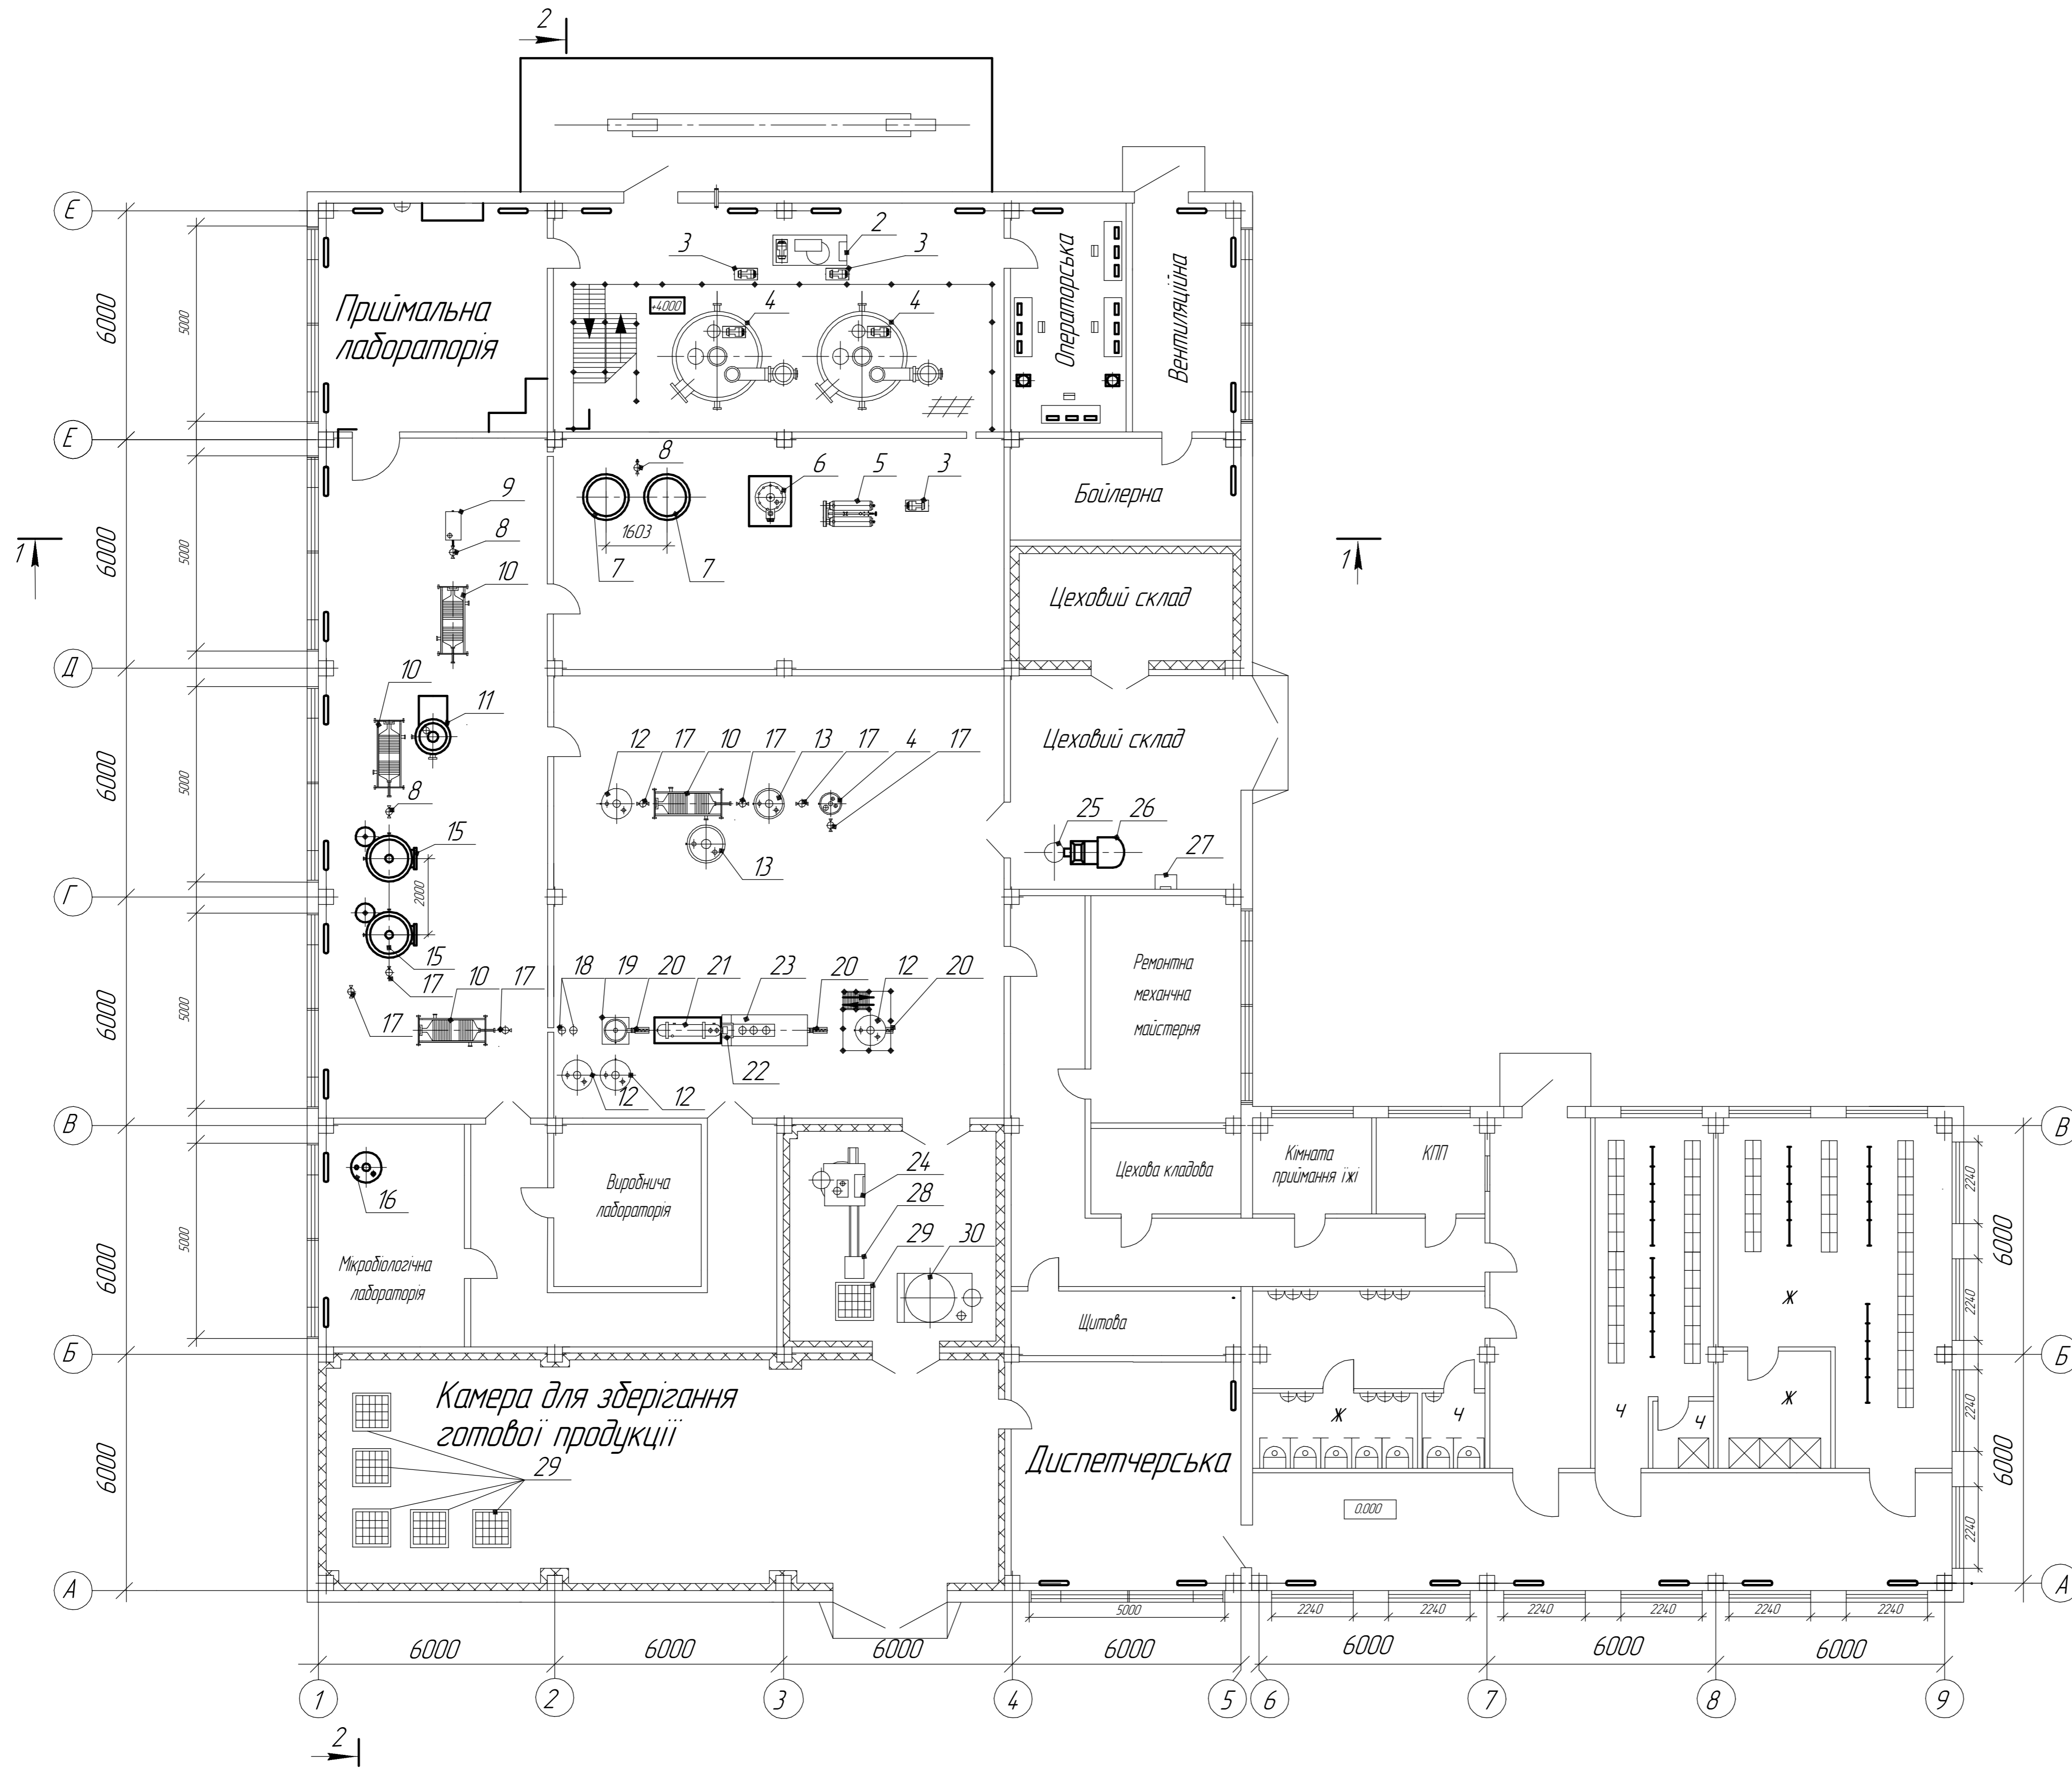 2
Е
2
3
3
Приймальна
лабораторія
+4.000
4
4
Операторська
Вентиляційна
6000
5000
Е
8
6
5
3
9
8
1603
7
7
Бойлерна
1
1
6000
5000
10
Цеховий склад
Д
10
11
12
17
10
17
13
17
4
17
Цеховий склад
6000
5000
8
15
25
26
27
13
2000
Г
15
17
10
17
17
18
19
20
21
23
20
12
20
22
12
12
Ремонтна
механчна
майстерня
6000
5000
В
В
16
Мікробіологічна
лабораторія
Виробнича
лабораторія
24
28
29
30
Цехова кладова
Кімната
приймання їжі
КПП
6000
5000
2240
6000
2240
Щитова
Ж
Б
Б
Камера для зберігання
готової продукції
29
Диспетчерська
Ж
Ч
Ч
Ч
Ж
6000
2240
6000
2240
0.000
А
А
5000
2240
2240
2240
2240
2240
2240
6000
6000
6000
6000
6000
6000
6000
1
2
3
4
5
6
7
8
9
2